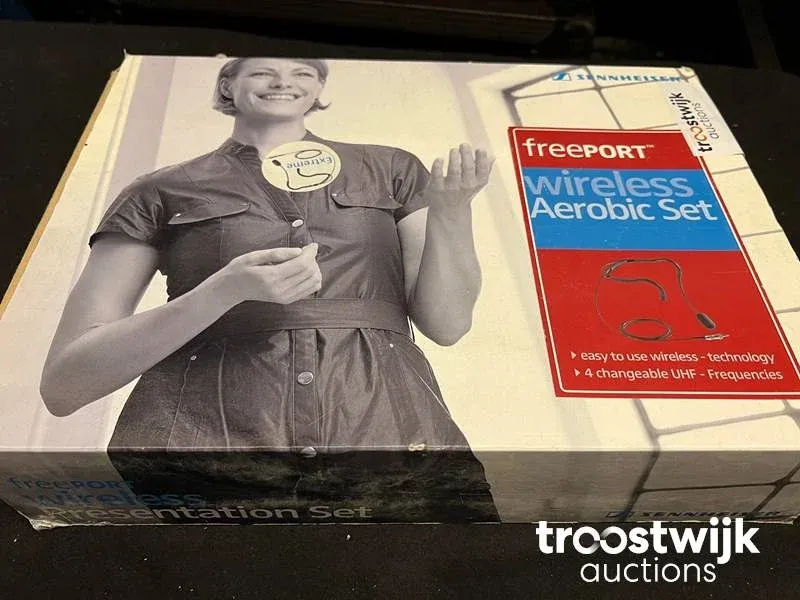 SENNHEISER
troostwijk
auctions
freePORT™
wireless
Aerobic Set
Extreme
▸ easy to use wireless - technology
▸ 4 changeable UHF - Frequencies
freePORT
wireless
Presentation Set
SENNHEISER
troostwijk
auctions